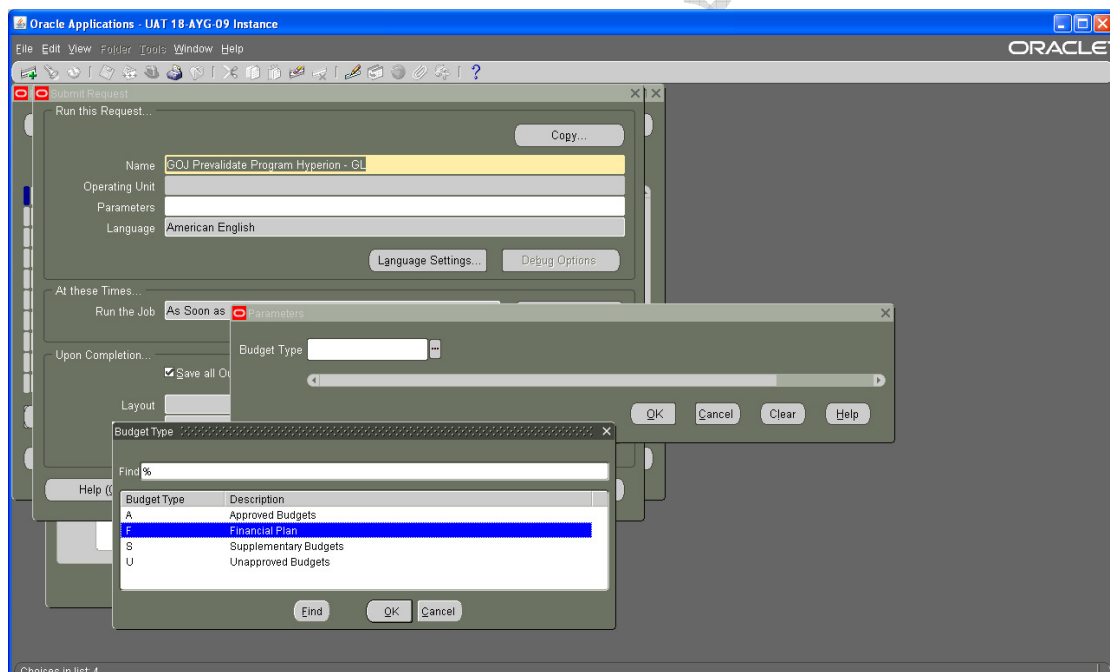 Oracle Applications - UAT 18-AYG-09 Instance
File Edit View Folder Tools Window Help
ORACLE
Submit Request
Run this Request...
Copy...
Name GOJ Prevalidate Program Hyperion - GL
Operating Unit
Parameters
Language American English
Language Settings... Debug Options
At these Times...
Run the Job As Soon as
Parameters
Budget Type
Upon Completion...
Save all Ou
Layout
OK Cancel Clear Help
Budget Type
Find %
Help (
Budget Type Description
A Approved Budgets
F Financial Plan
S Supplementary Budgets
U Unapproved Budgets
Find OK Cancel
Choices in list: 4